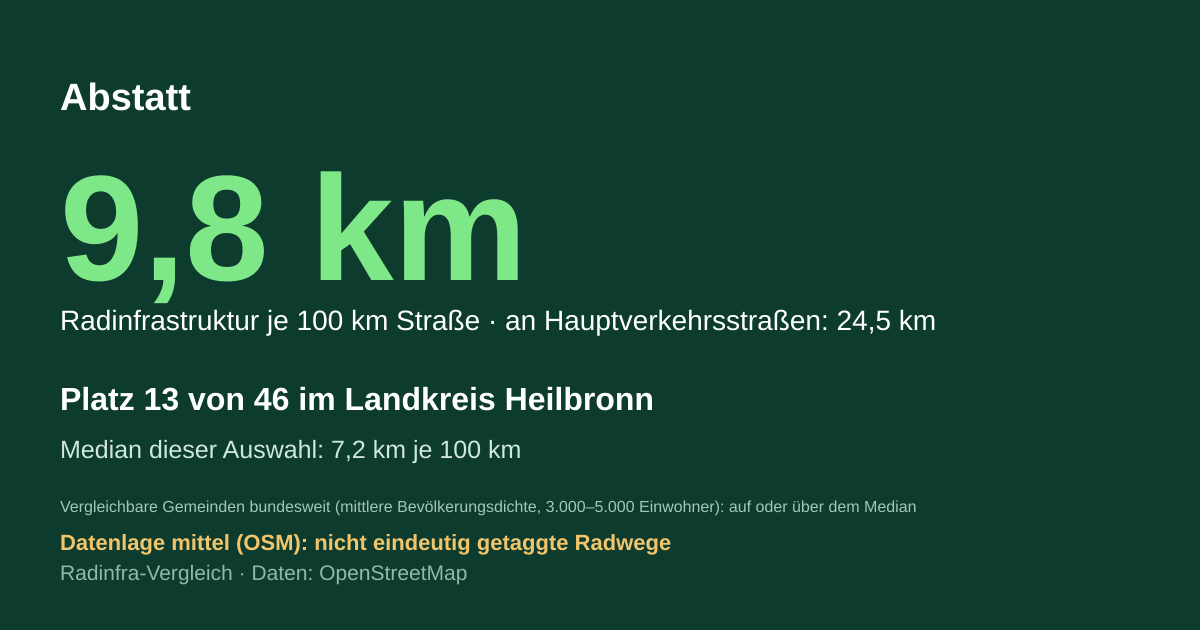 Abstatt
9,8 km
Radinfrastruktur je 100 km Straße · an Hauptverkehrsstraßen: 24,5 km
Platz 13 von 46 im Landkreis Heilbronn
Median dieser Auswahl: 7,2 km je 100 km
Vergleichbare Gemeinden bundesweit (mittlere Bevölkerungsdichte, 3.000–5.000 Einwohner): auf oder über dem Median
Datenlage mittel (OSM): nicht eindeutig getaggte Radwege
Radinfra-Vergleich · Daten: OpenStreetMap